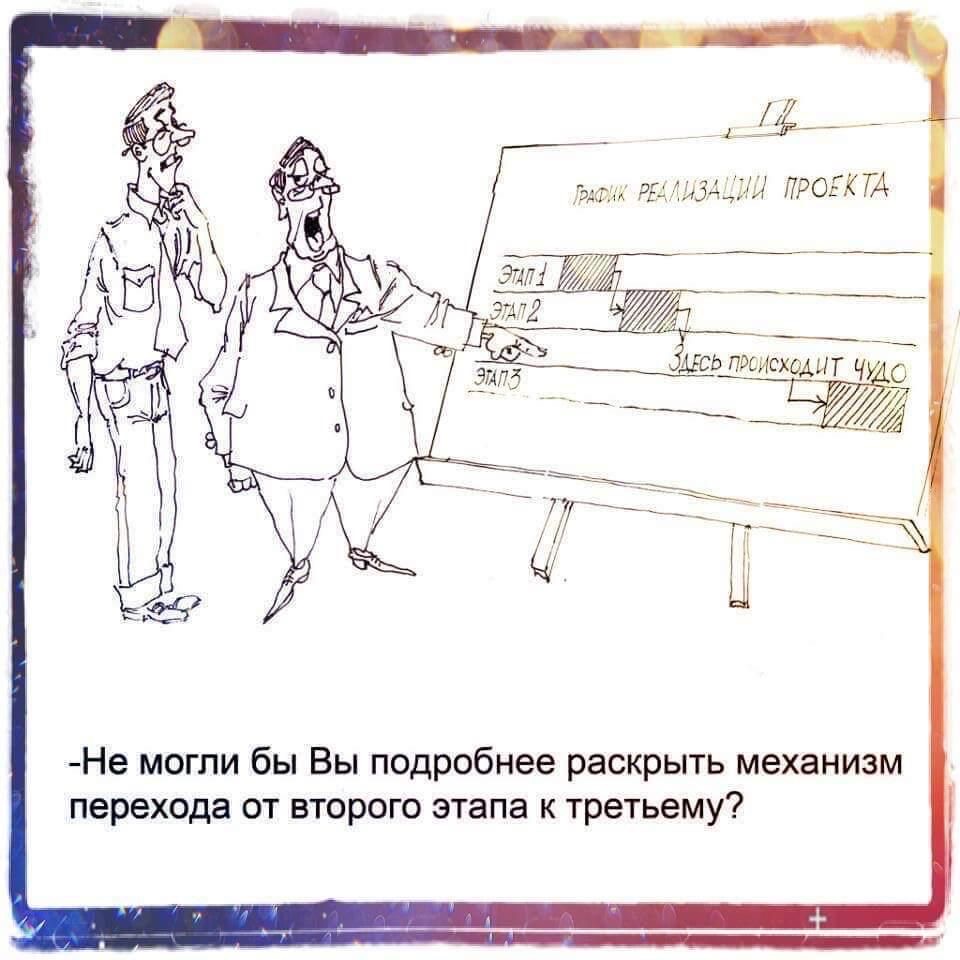 ГРАФИК РЕАЛИЗАЦИИ ПРОЕКТА
ЭТАП 1
ЭТАП 2
ЗДЕСЬ ПРОИСХОДИТ ЧУДО
ЭТАП 3
-Не могли бы Вы подробнее раскрыть механизм
перехода от второго этапа к третьему?